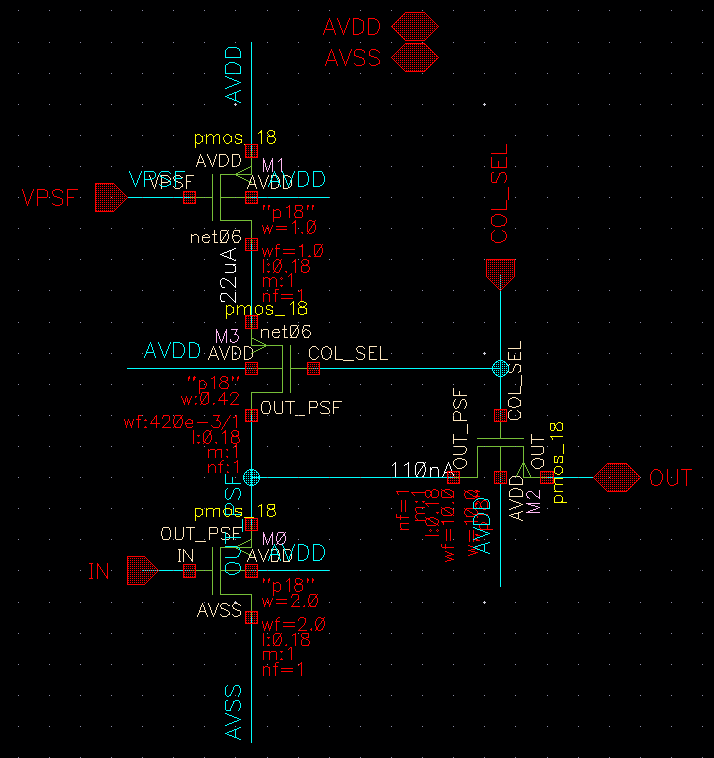 AVDD
AVSS
AVDD
pmos_18
AVDD
M1
VPSF
VPSF
VPSF
AVDD
AVDD
"p18"
w=1.0
wf=1.0
l:0.18
m:1
nf=1
net06
22uA
COL_SEL
pmos_18
M3
net06
AVDD
AVDD
COL_SEL
"p18"
w:0.42
wf:420e-3/1
l:0.18
m:1
nf:1
OUT_PSF
COL_SEL
OUT_PSF
OUT
pmos_18
110nA
OUT
AVDD
M2
AVDD
nf=1
m:1
l:0.18
wf=10.0
pmos_18
OUT_PSF
M0
IN
IN
AVDD
AVDD
"p18"
w=2.0
wf=2.0
l:0.18
m:1
nf=1
AVSS
AVSS